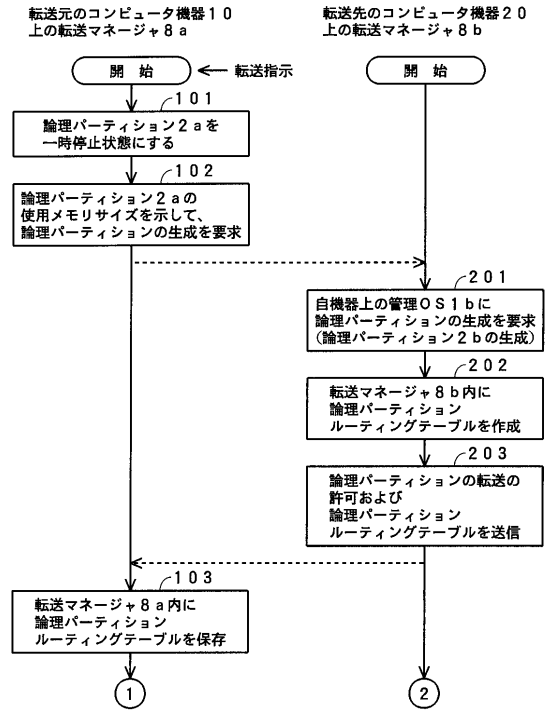 転送元のコンピュータ機器10
上の転送マネージャ8a
転送先のコンピュータ機器20
上の転送マネージャ8b
開 始
転送指示
開 始
101
論理パーティション2aを
一時停止状態にする
102
論理パーティション2aの
使用メモリサイズを示して、
論理パーティションの生成を要求
201
自機器上の管理OS1bに
論理パーティションの生成を要求
(論理パーティション2bの生成)
202
転送マネージャ8b内に
論理パーティション
ルーティングテーブルを作成
203
論理パーティションの転送の
許可および
論理パーティション
ルーティングテーブルを送信
103
転送マネージャ8a内に
論理パーティション
ルーティングテーブルを保存
1
2